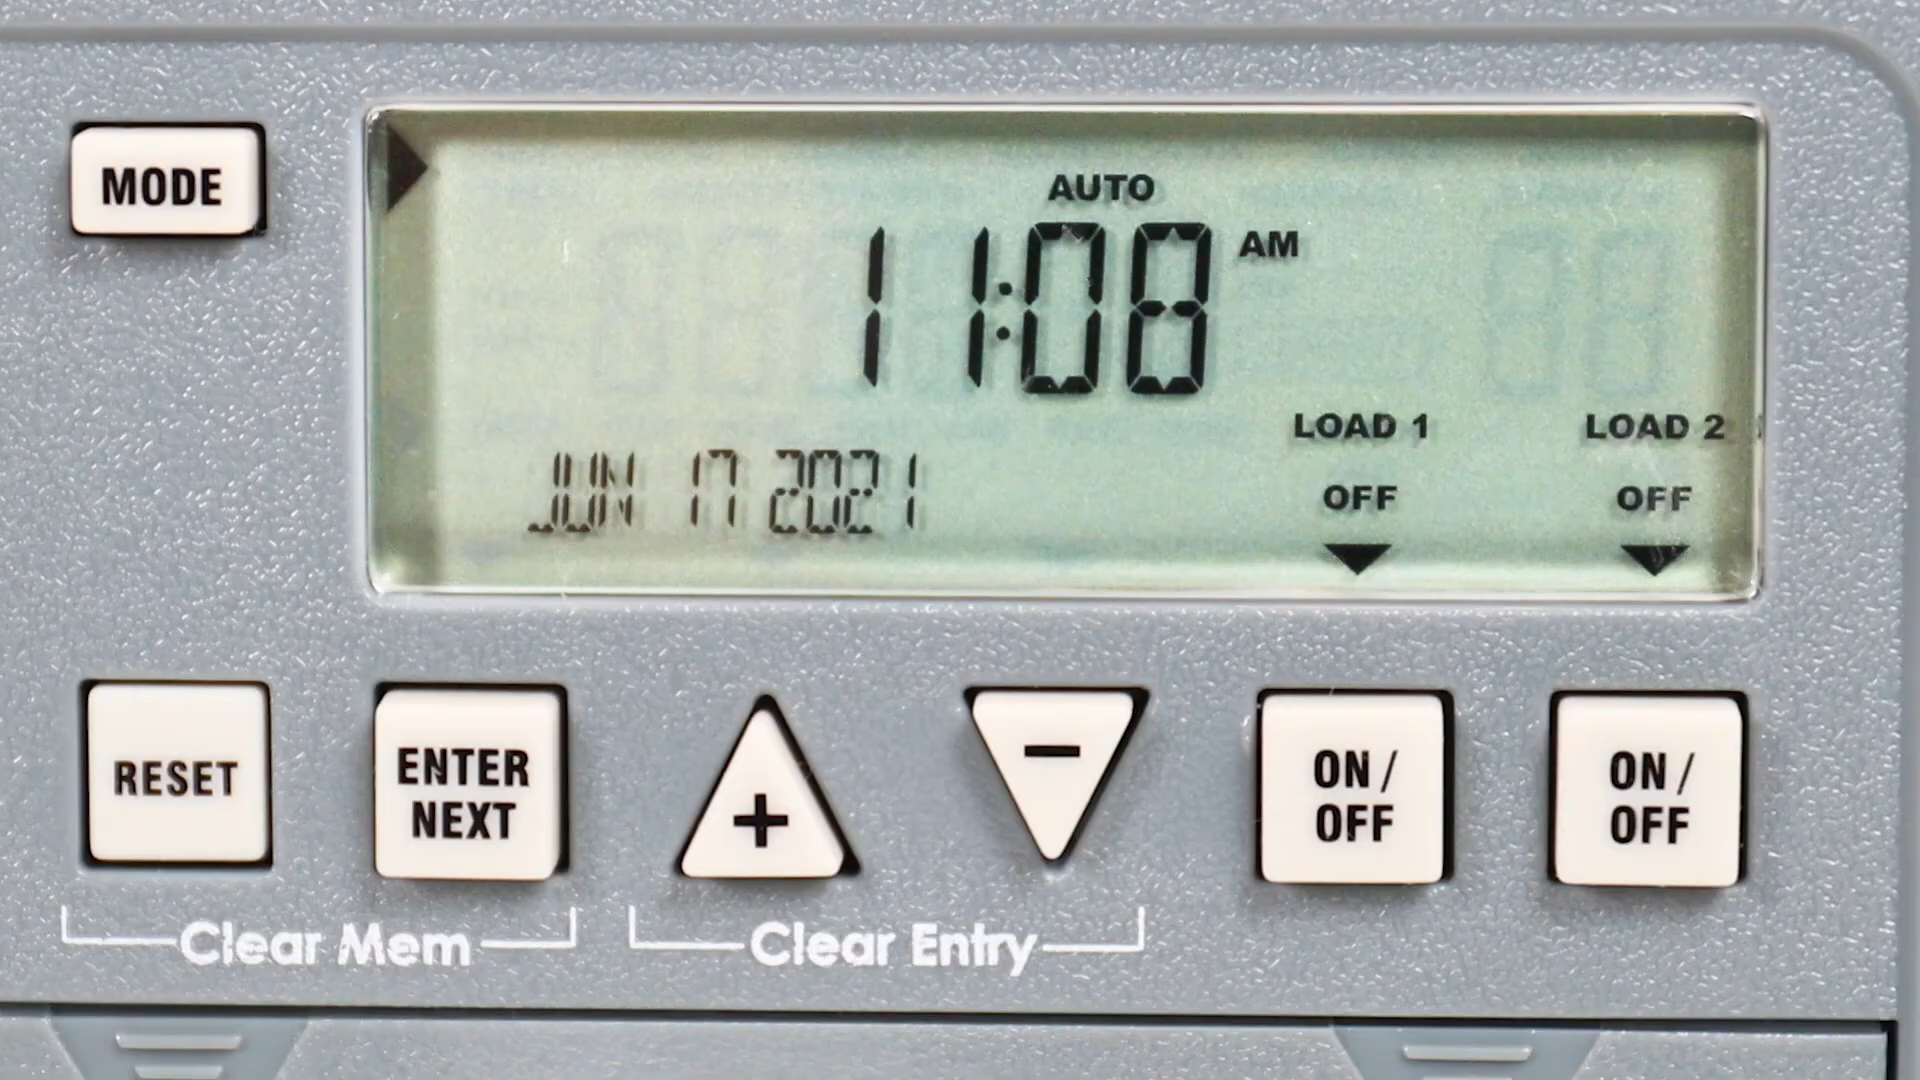 MODE
AUTO
11:08 AM
LOAD 1 LOAD 2
JUN 17 2021
OFF OFF
RESET
ENTER
NEXT
+
−
ON /
OFF
ON /
OFF
Clear Mem
Clear Entry